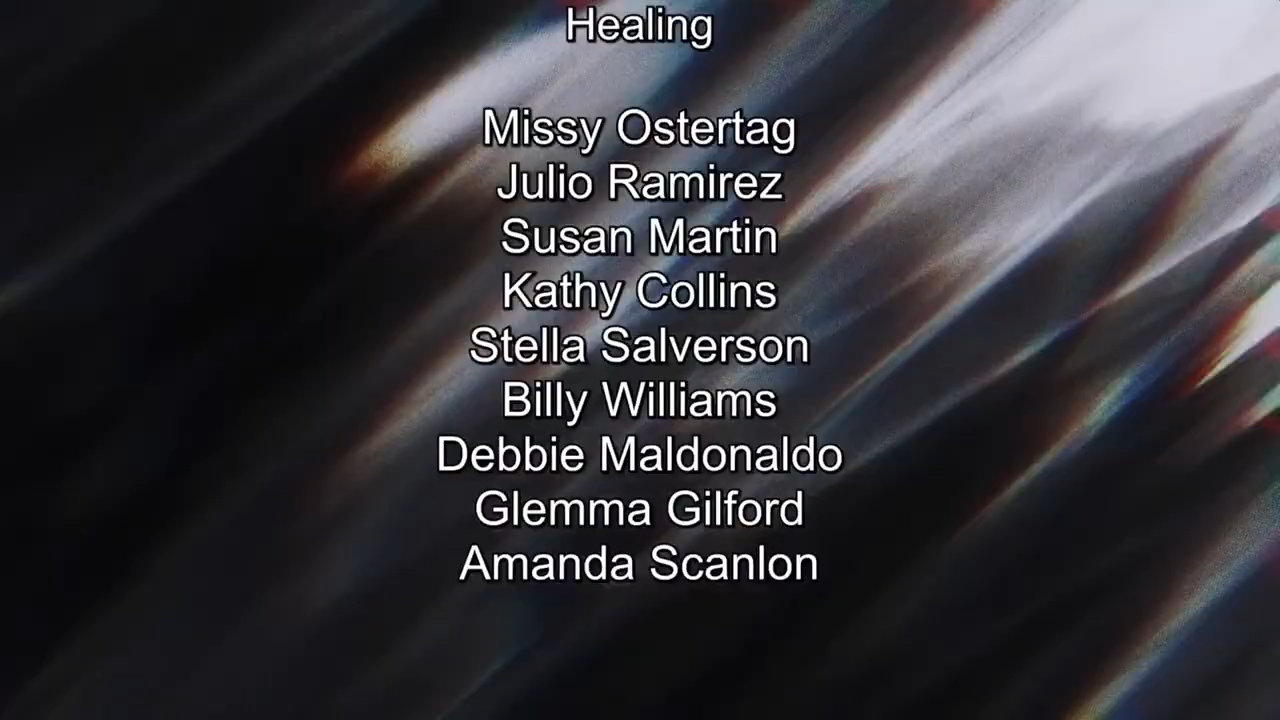 Healing
Missy Ostertag
Julio Ramirez
Susan Martin
Kathy Collins
Stella Salverson
Billy Williams
Debbie Maldonaldo
Glemma Gilford
Amanda Scanlon